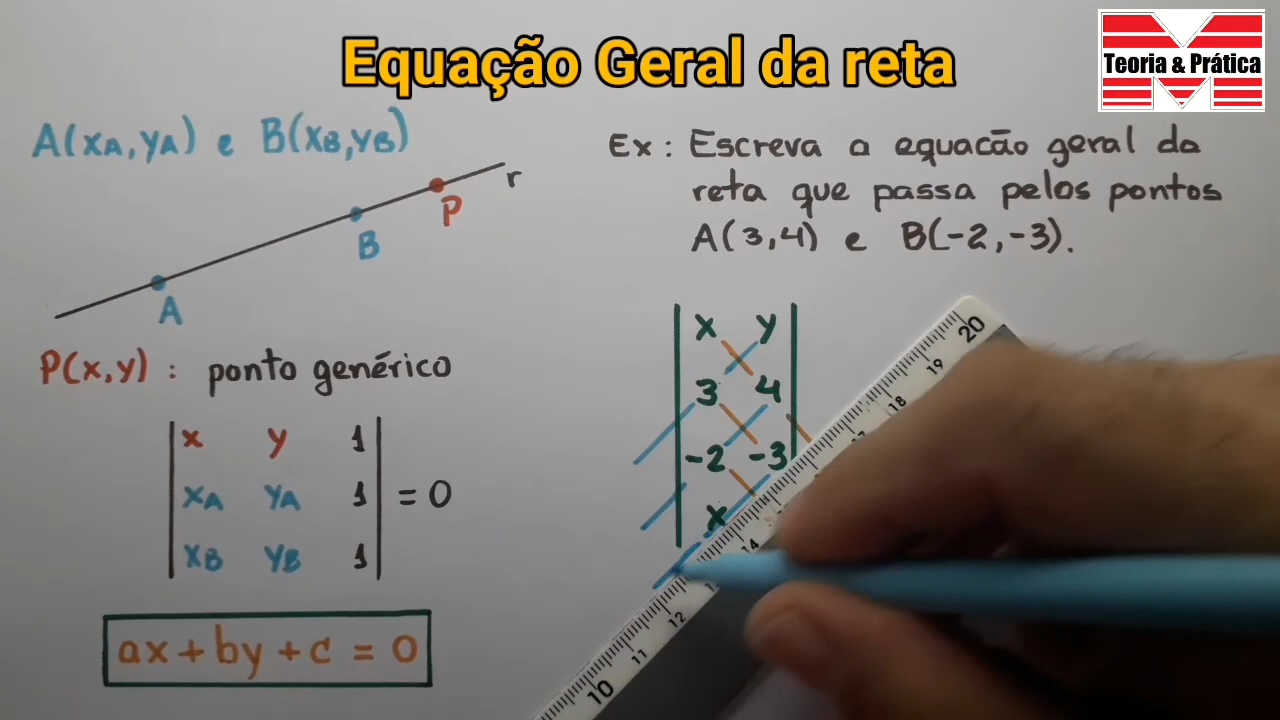 Equação Geral da reta
Teoria & Prática
A(XA,YA) e B(XB,YB)
r
P
B
A
P(x,y) : ponto genérico
x y 1
XA YA 1 = 0
XB YB 1
ax + by + c = 0
Ex : Escreva a equacão geral da
reta que passa pelos pontos
A(3,4) e B(-2,-3).
x y
3 4
-2 -3
x
20
19
18
17
14
12
11
10